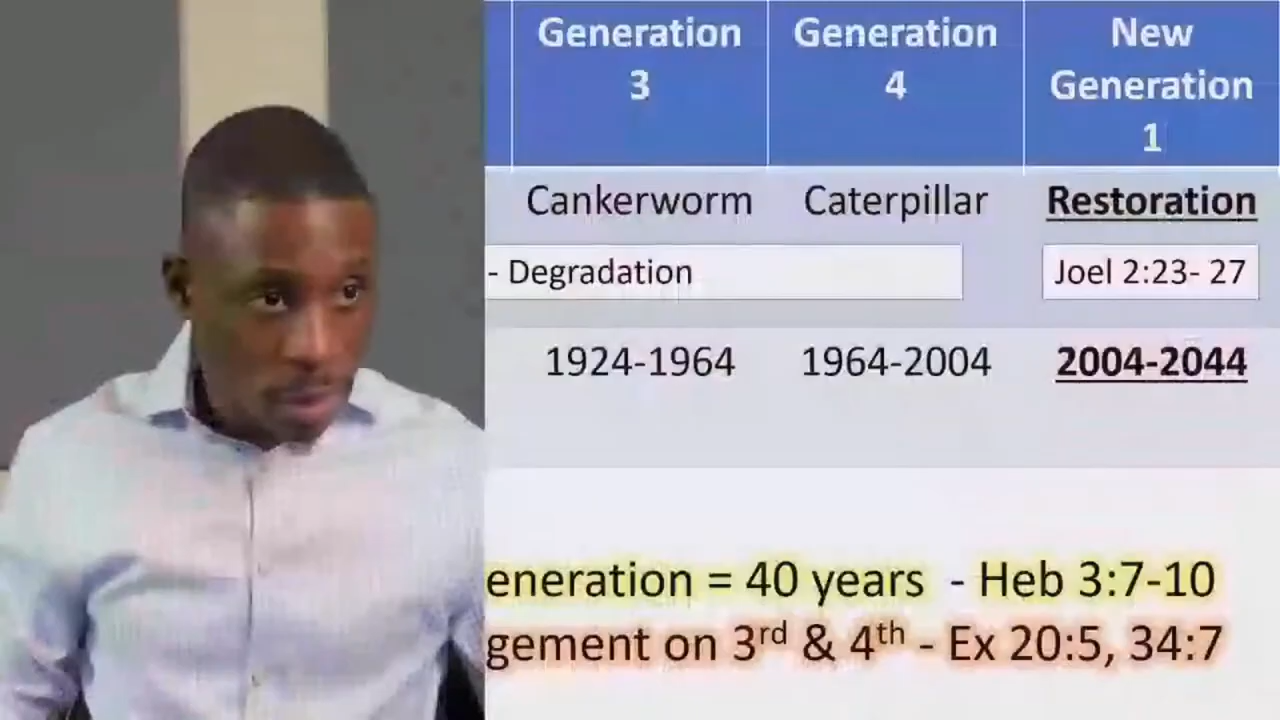 Generation
3
Generation
4
New
Generation
1
Cankerworm
Caterpillar
Restoration
- Degradation
Joel 2:23- 27
1924-1964
1964-2004
2004-2044
eneration = 40 years - Heb 3:7-10
gement on 3rd & 4th - Ex 20:5, 34:7